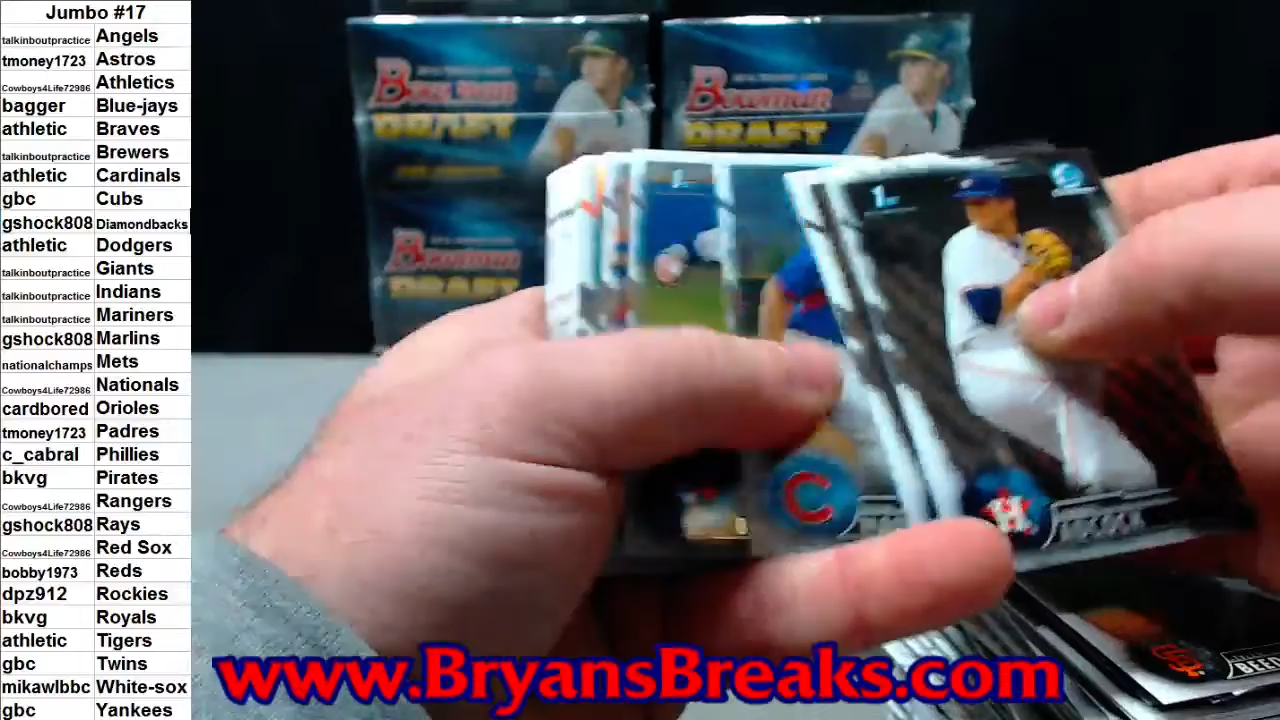 Jumbo #17
talkinboutpractice Angels
tmoney1723 Astros
Cowboys4Life72986 Athletics
bagger Blue-jays
athletic Braves
talkinboutpractice Brewers
athletic Cardinals
gbc Cubs
gshock808 Diamondbacks
athletic Dodgers
talkinboutpractice Giants
talkinboutpractice Indians
talkinboutpractice Mariners
gshock808 Marlins
nationalchamps Mets
Cowboys4Life72986 Nationals
cardbored Orioles
tmoney1723 Padres
c_cabral Phillies
bkvg Pirates
Cowboys4Life72986 Rangers
gshock808 Rays
Cowboys4Life72986 Red Sox
bobby1973 Reds
dpz912 Rockies
bkvg Royals
athletic Tigers
gbc Twins
mikawlbbc White-sox
gbc Yankees
Bowman
DRAFT
Bowman
DRAFT
Bowman
DRAFT
1st
1st
C
H
SF
www.BryansBreaks.com